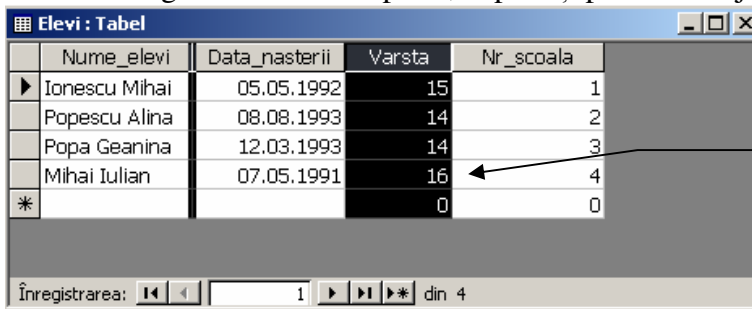 Elevi : Tabel
Nume_elevi Data_nasterii Varsta Nr_scoala
Ionescu Mihai 05.05.1992 15 1
Popescu Alina 08.08.1993 14 2
Popa Geanina 12.03.1993 14 3
Mihai Iulian 07.05.1991 16 4
0 0
Înregistrarea: 1 din 4